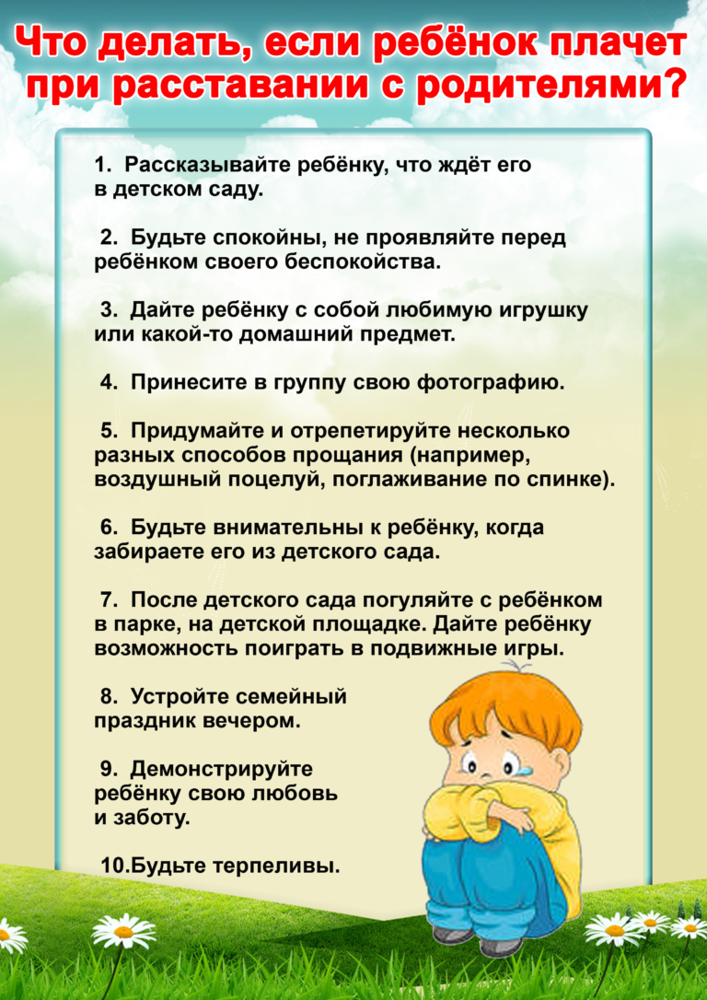 Что делать, если ребёнок плачет
при расставании с родителями?
1. Рассказывайте ребёнку, что ждёт его
в детском саду.
2. Будьте спокойны, не проявляйте перед
ребёнком своего беспокойства.
3. Дайте ребёнку с собой любимую игрушку
или какой-то домашний предмет.
4. Принесите в группу свою фотографию.
5. Придумайте и отрепетируйте несколько
разных способов прощания (например,
воздушный поцелуй, поглаживание по спинке).
6. Будьте внимательны к ребёнку, когда
забираете его из детского сада.
7. После детского сада погуляйте с ребёнком
в парке, на детской площадке. Дайте ребёнку
возможность поиграть в подвижные игры.
8. Устройте семейный
праздник вечером.
9. Демонстрируйте
ребёнку свою любовь
и заботу.
10.Будьте терпеливы.